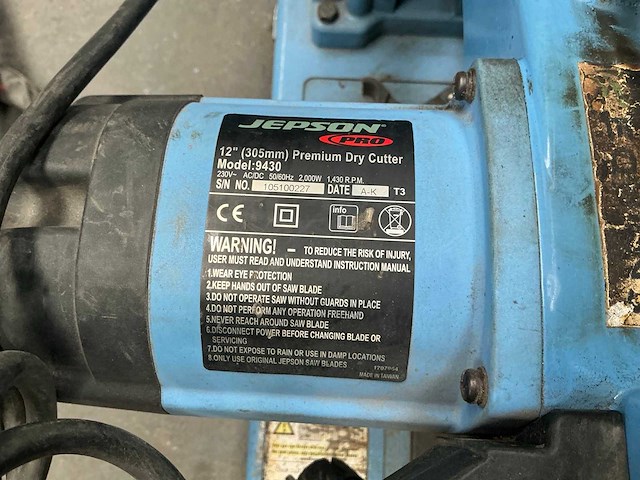 JEPSON®
PRO
12" (305mm) Premium Dry Cutter
Model:9430
230V~ AC/DC 50/60Hz 2,000W 1,430 R.P.M.
S/N NO. 105100227 DATE A-K T3
CE info
WARNING! – TO REDUCE THE RISK OF INJURY,
USER MUST READ AND UNDERSTAND INSTRUCTION MANUAL
1.WEAR EYE PROTECTION
2.KEEP HANDS OUT OF SAW BLADE
3.DO NOT OPERATE SAW WITHOUT GUARDS IN PLACE
4.DO NOT PERFORM ANY OPERATION FREEHAND
5.NEVER REACH AROUND SAW BLADE
6.DISCONNECT POWER BEFORE CHANGING BLADE OR
SERVICING
7.DO NOT EXPOSE TO RAIN OR USE IN DAMP LOCATIONS
8.ONLY USE ORIGINAL JEPSON SAW BLADES
MADE IN TAIWAN